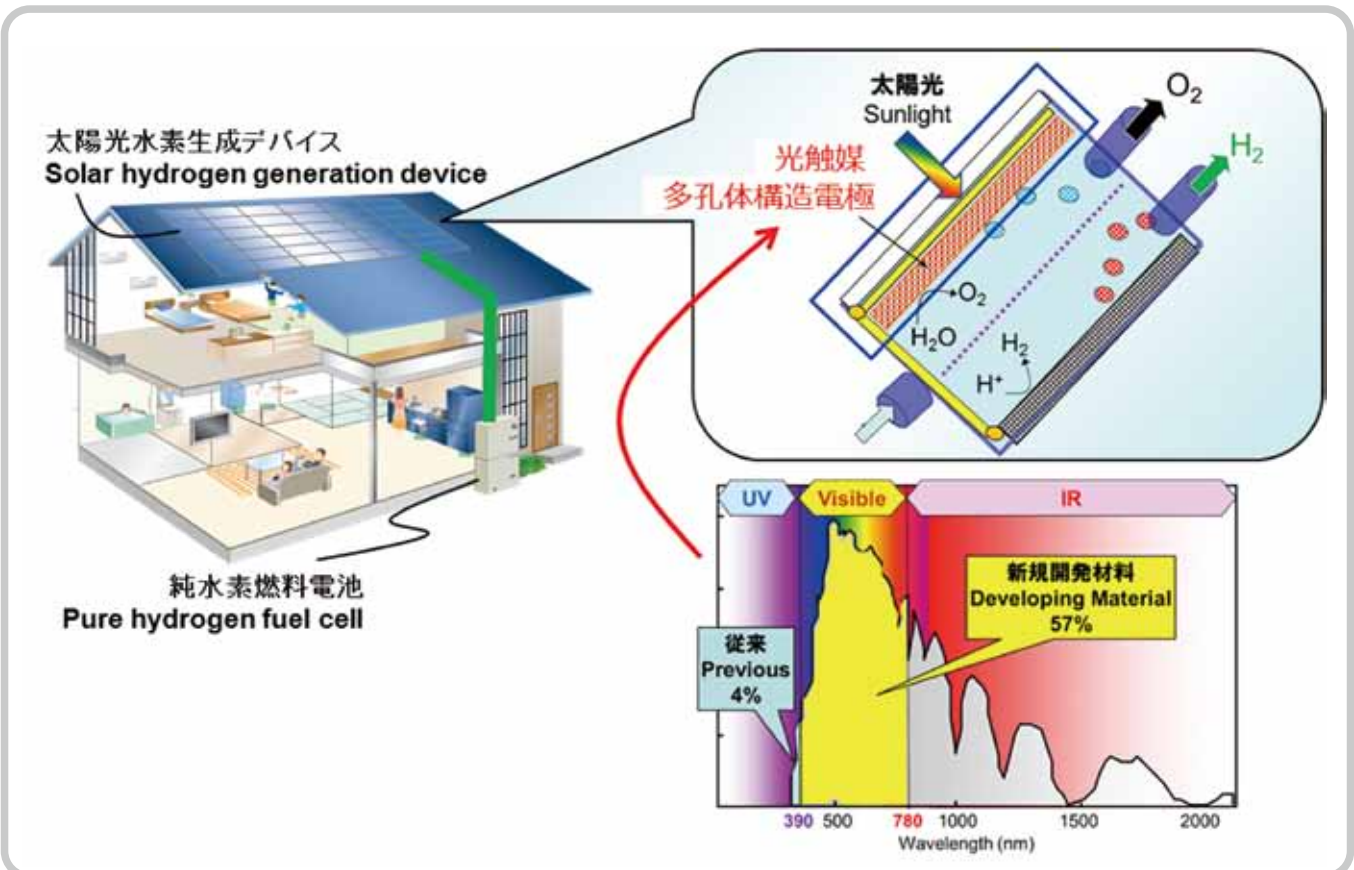 太陽光水素生成デバイス
Solar hydrogen generation device
純水素燃料電池
Pure hydrogen fuel cell
太陽光
Sunlight
光触媒
多孔体構造電極
O₂
H₂
O₂
H₂O
H₂
H⁺
UV
Visible
IR
新規開発材料
Developing Material
57%
従来
Previous
4%
390 500 780 1000 1500 2000
Wavelength (nm)